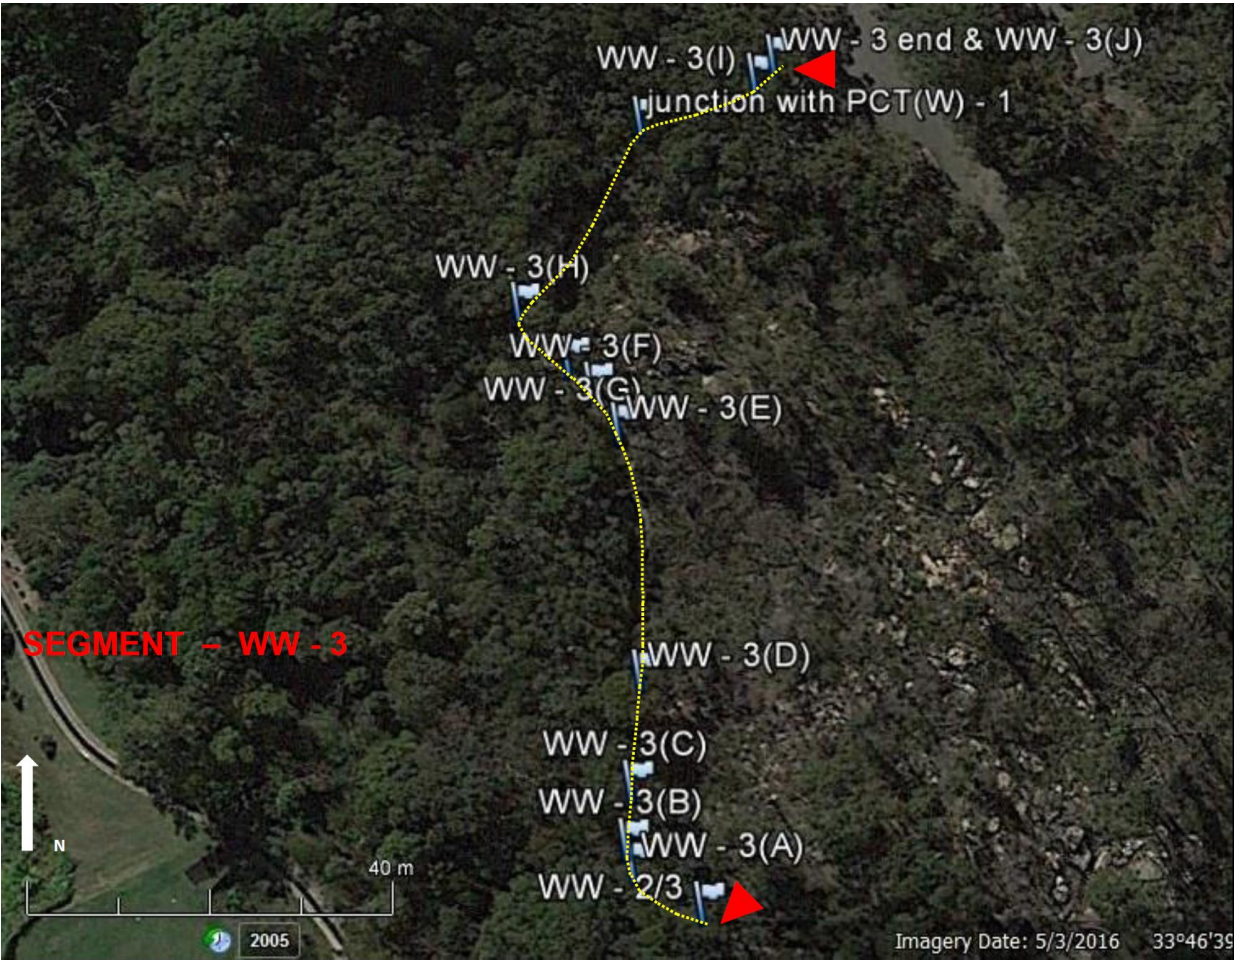 WW - 3 end & WW - 3(J)
WW - 3(I)
junction with PCT(W) - 1
WW - 3(H)
WW - 3(F)
WW - 3(G)
WW - 3(E)
SEGMENT – WW - 3
WW - 3(D)
WW - 3(C)
WW - 3(B)
WW - 3(A)
WW - 2/3
N
40 m
2005
Imagery Date: 5/3/2016 33°46'39